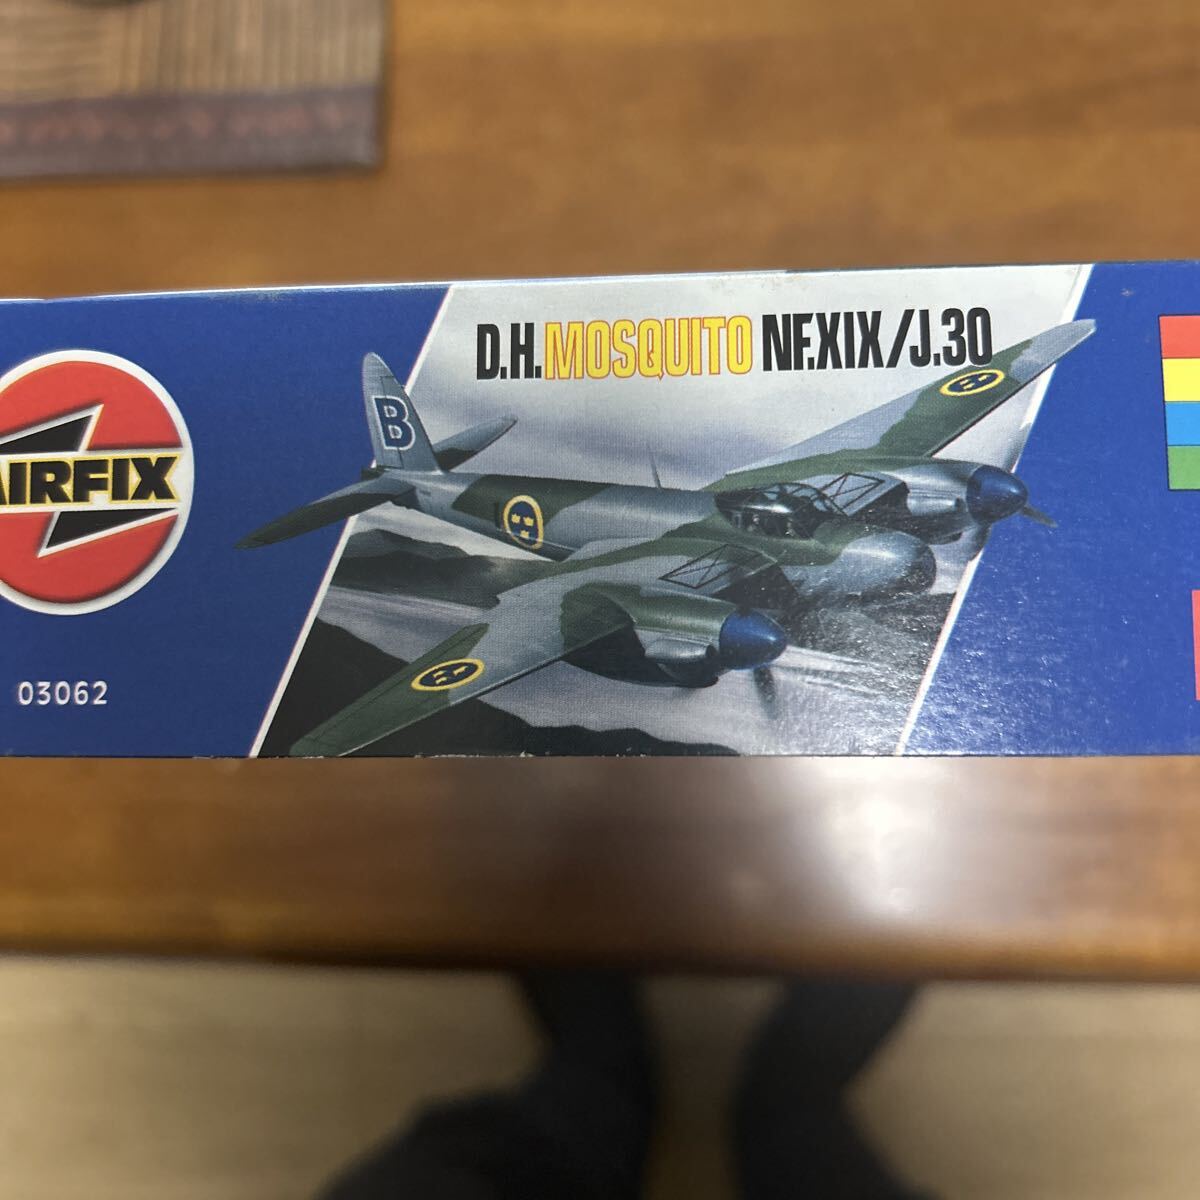 D.H.MOSQUITO NF.XIX/J.30
B
AIRFIX
03062